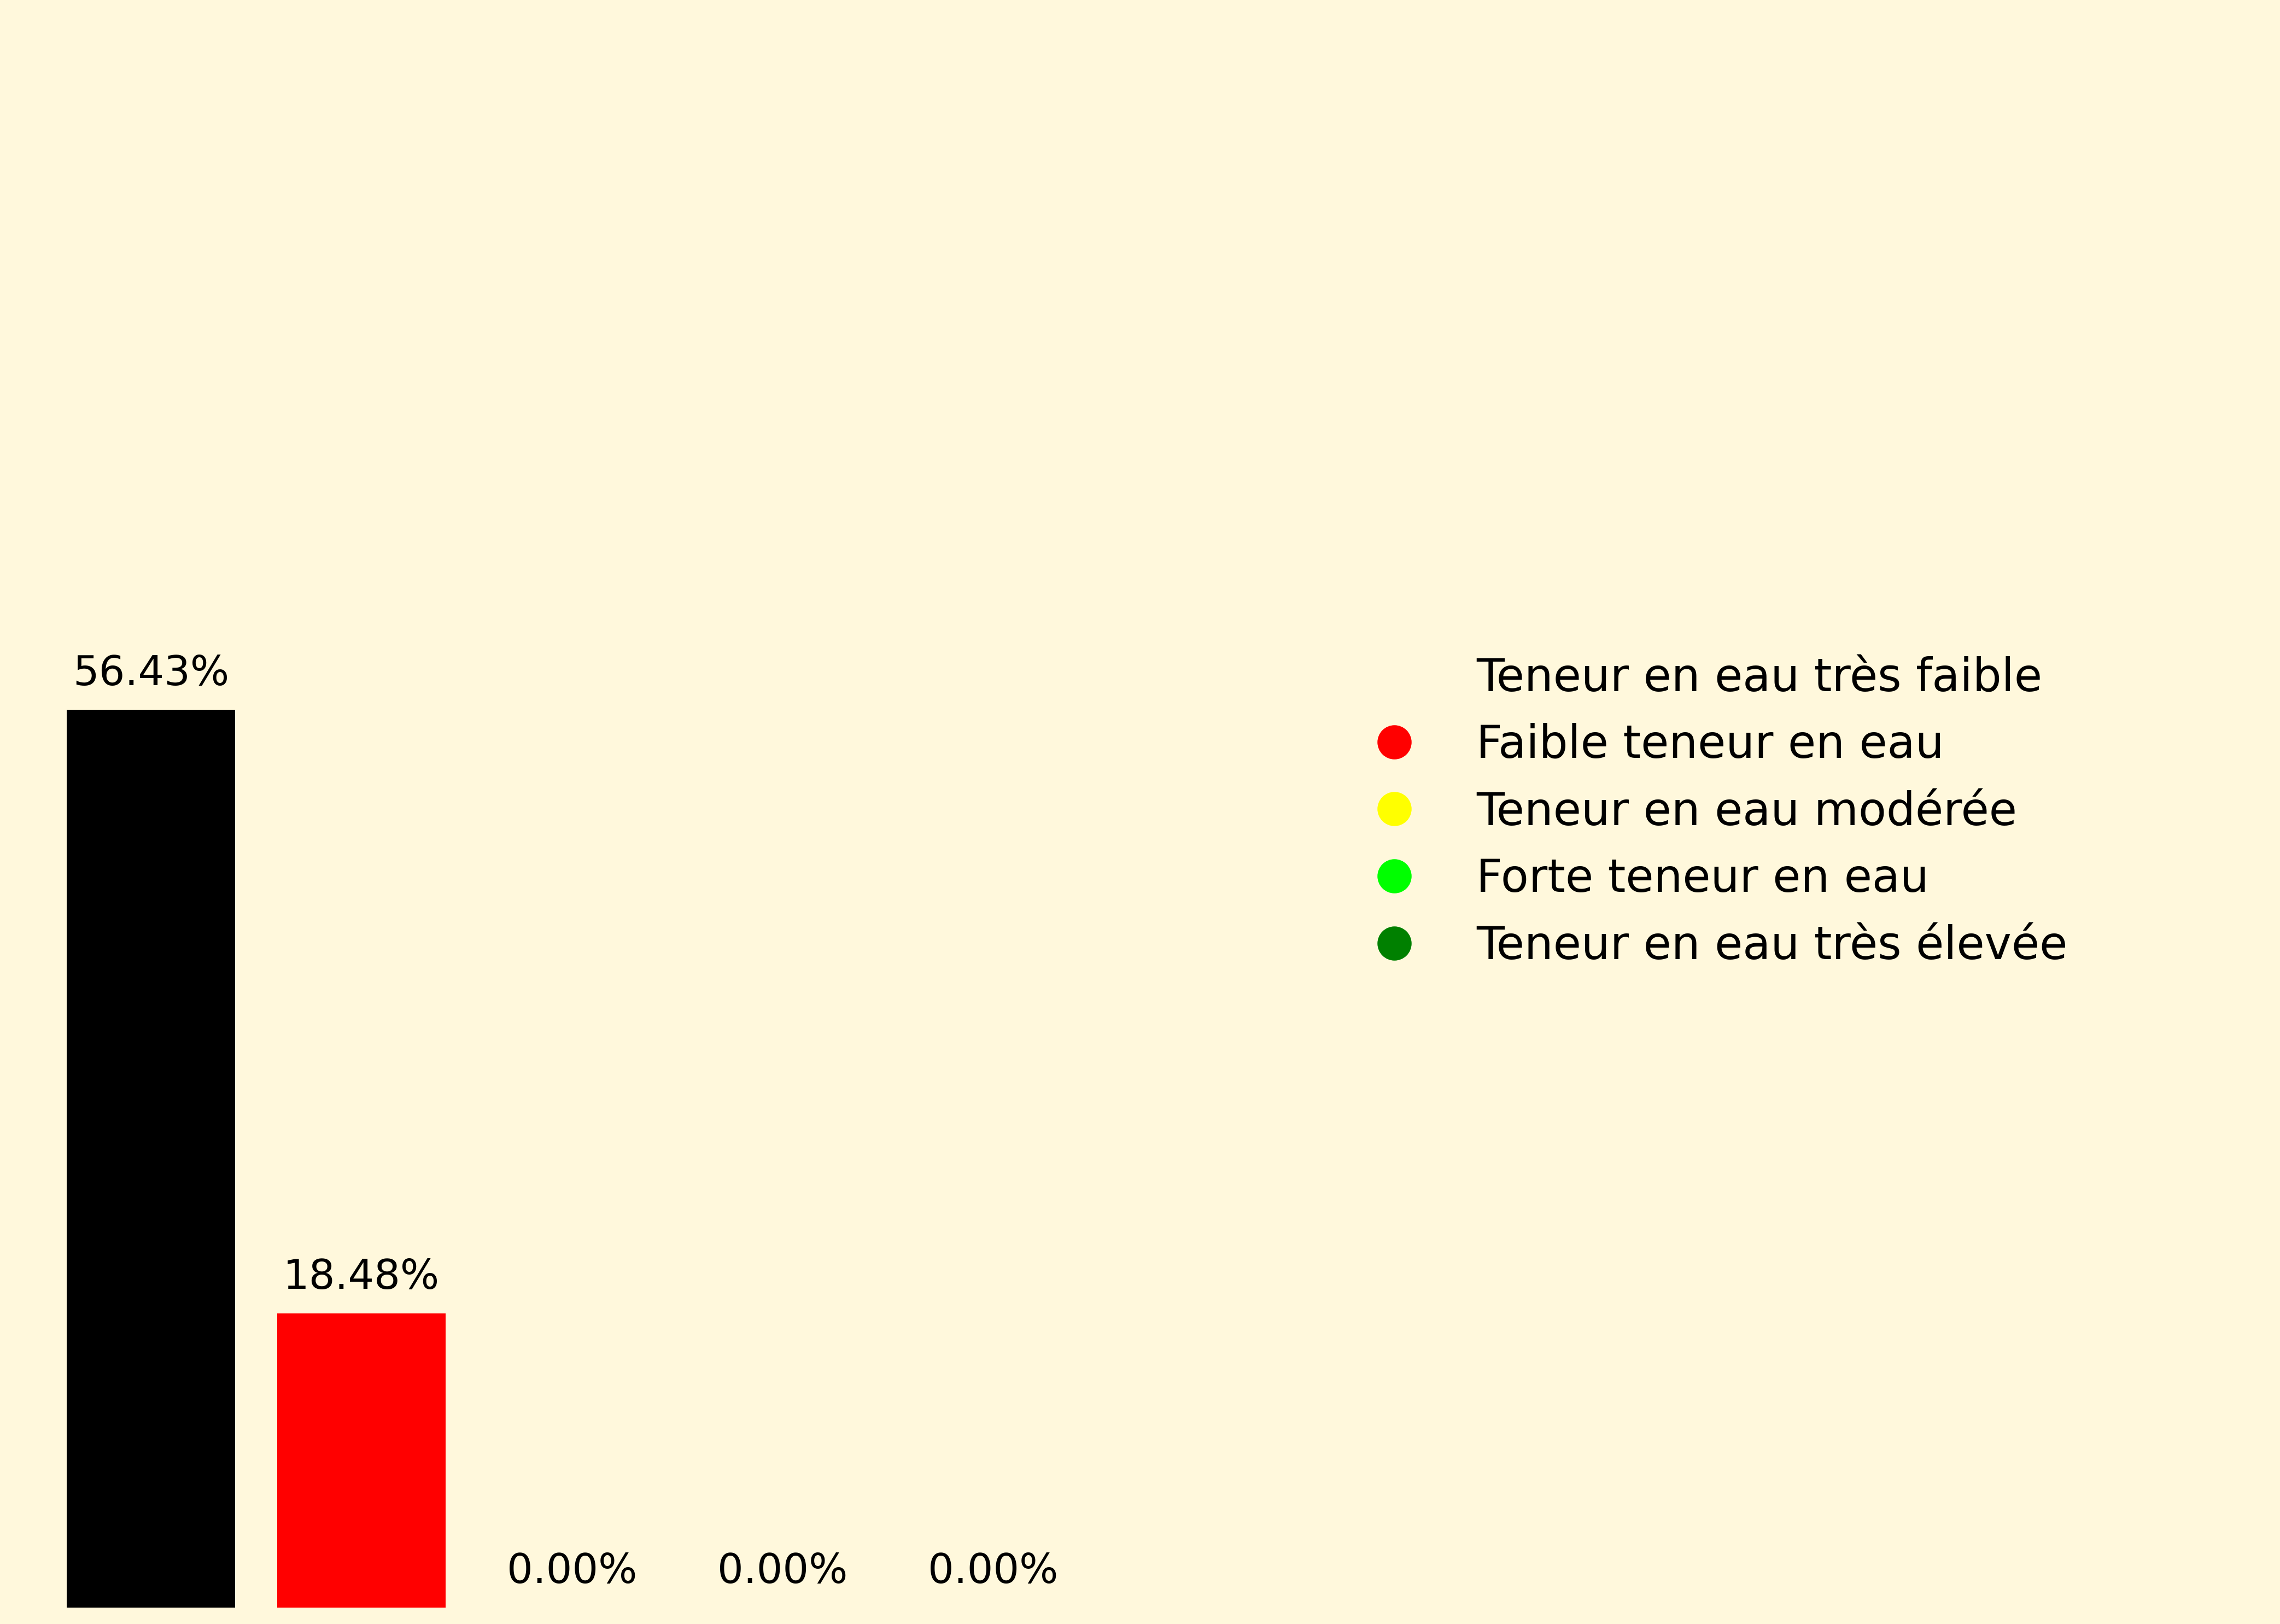 56.43%
18.48%
0.00% 0.00% 0.00%
Teneur en eau très faible
Faible teneur en eau
Teneur en eau modérée
Forte teneur en eau
Teneur en eau très élevée